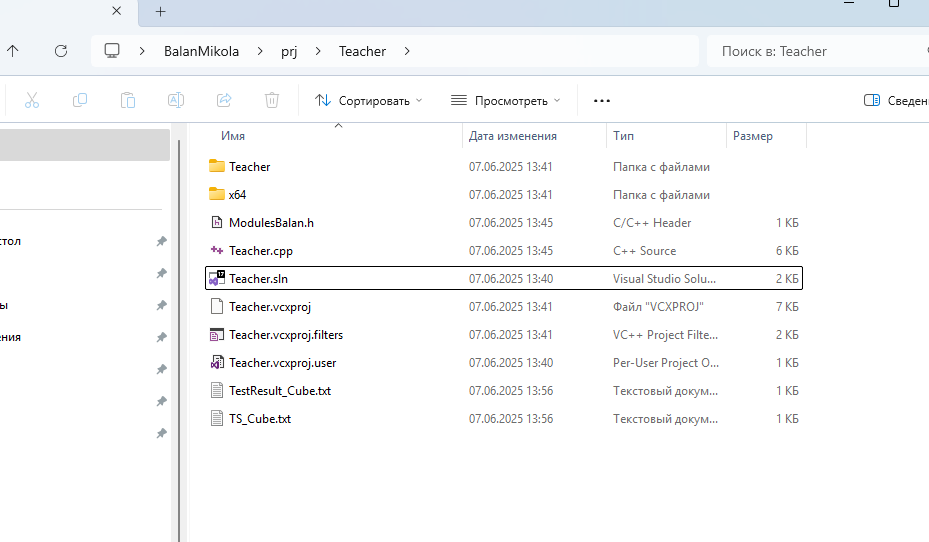 BalanMikola > prj > Teacher >
Поиск в: Teacher
Сортировать
Просмотреть
Имя Дата изменения Тип Размер
Teacher 07.06.2025 13:41 Папка с файлами
x64 07.06.2025 13:41 Папка с файлами
ModulesBalan.h 07.06.2025 13:45 C/C++ Header 1 КБ
Teacher.cpp 07.06.2025 13:45 C++ Source 6 КБ
Teacher.sln 07.06.2025 13:40 Visual Studio Solu... 2 КБ
Teacher.vcxproj 07.06.2025 13:41 Файл "VCXPROJ" 7 КБ
Teacher.vcxproj.filters 07.06.2025 13:41 VC++ Project Filte... 2 КБ
Teacher.vcxproj.user 07.06.2025 13:40 Per-User Project O... 1 КБ
TestResult_Cube.txt 07.06.2025 13:56 Текстовый докум... 1 КБ
TS_Cube.txt 07.06.2025 13:56 Текстовый докум... 1 КБ